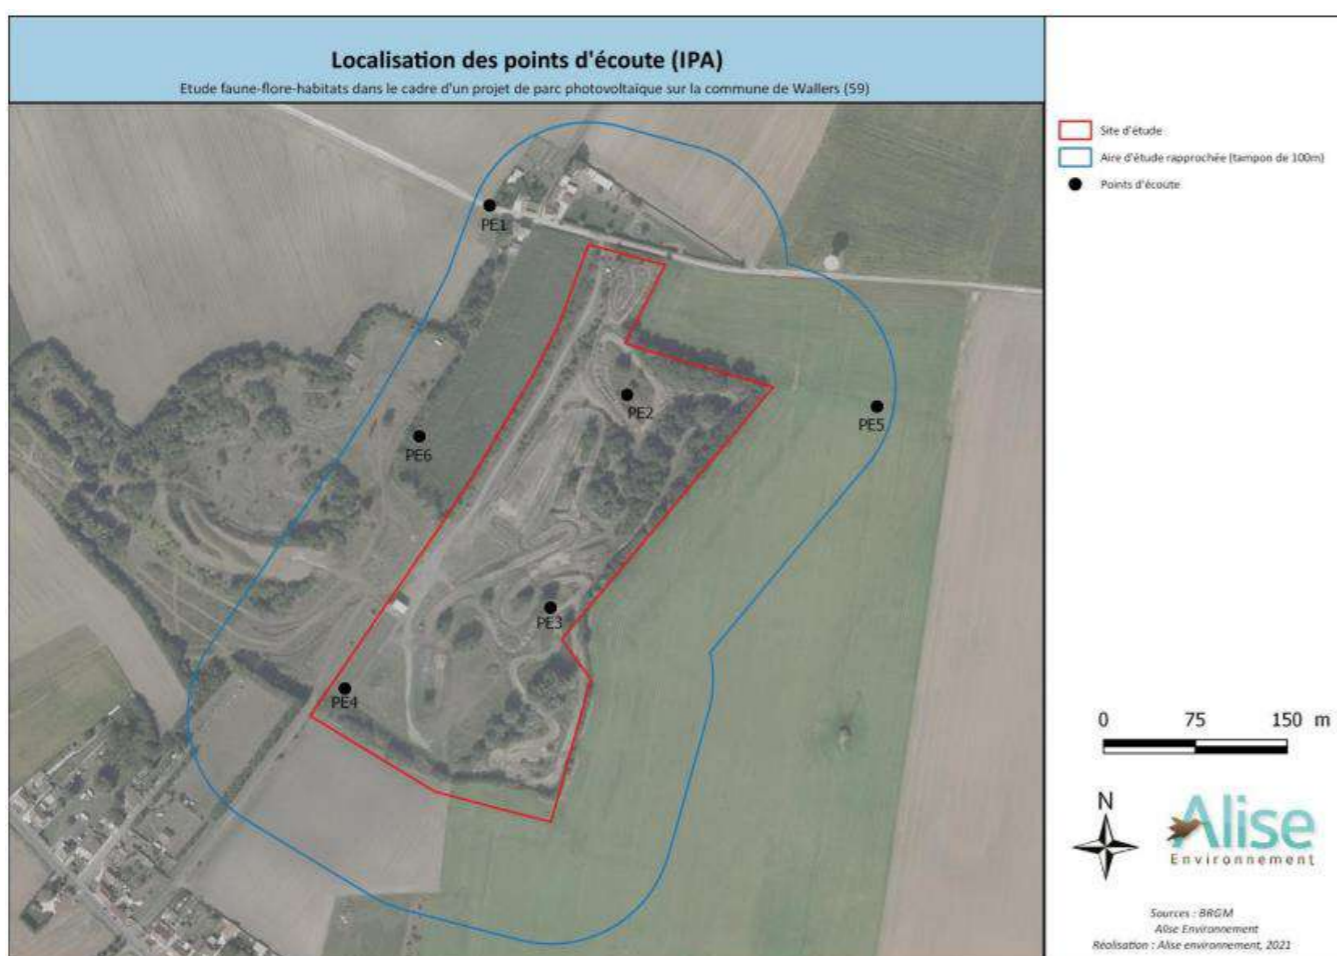 Localisation des points d'écoute (IPA)
Etude faune-flore-habitats dans le cadre d'un projet de parc photovoltaïque sur la commune de Wallers (59)
Site d'étude
Aire d'étude rapprochée (tampon de 100m)
Points d'écoute
PE1
PE2
PE5
PE6
PE3
PE4
0 75 150 m
N
Alise
Environnement
Sources : BRGM
Alise Environnement
Réalisation : Alise environnement, 2021